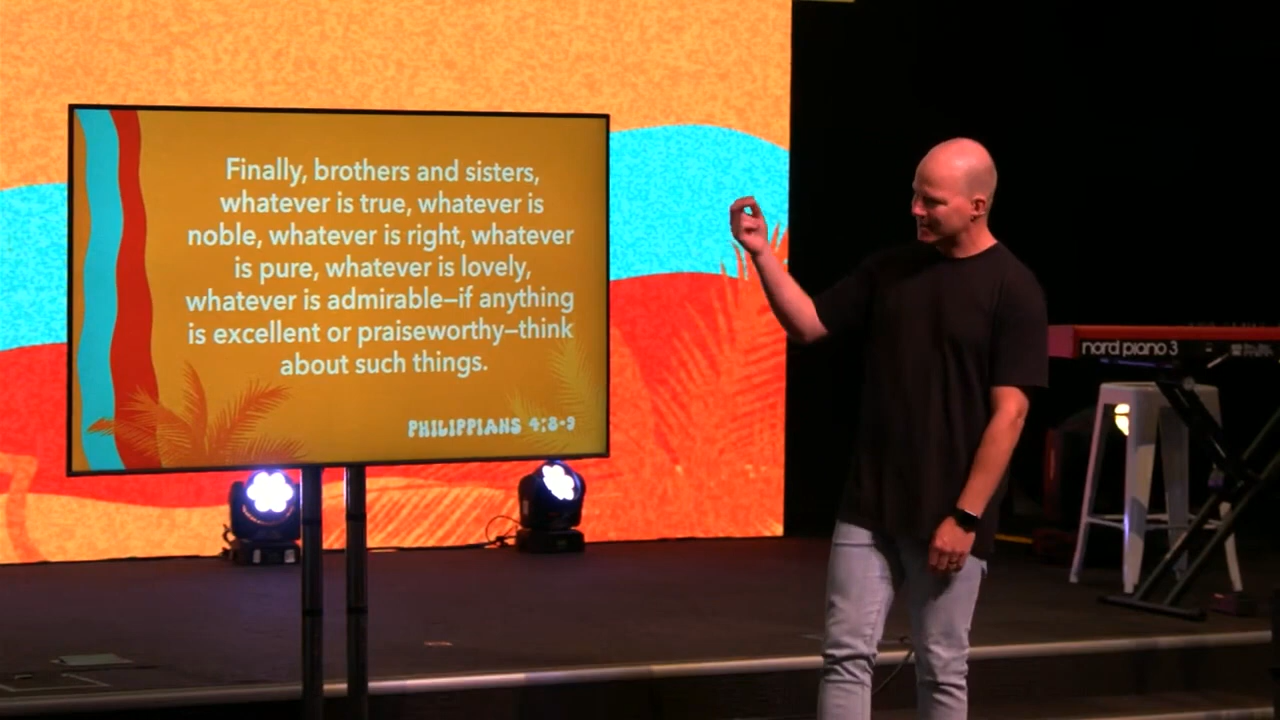 Finally, brothers and sisters,
whatever is true, whatever is
noble, whatever is right, whatever
is pure, whatever is lovely,
whatever is admirable—if anything
is excellent or praiseworthy—think
about such things.
PHILIPPIANS 4:8-9
nord piano 3